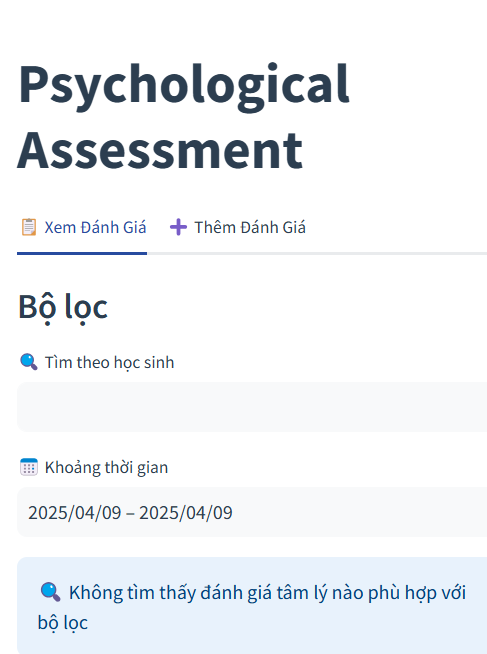 Psychological
Assessment
Xem Đánh Giá
Thêm Đánh Giá
Bộ lọc
Tìm theo học sinh
Khoảng thời gian
2025/04/09 – 2025/04/09
Không tìm thấy đánh giá tâm lý nào phù hợp với
bộ lọc